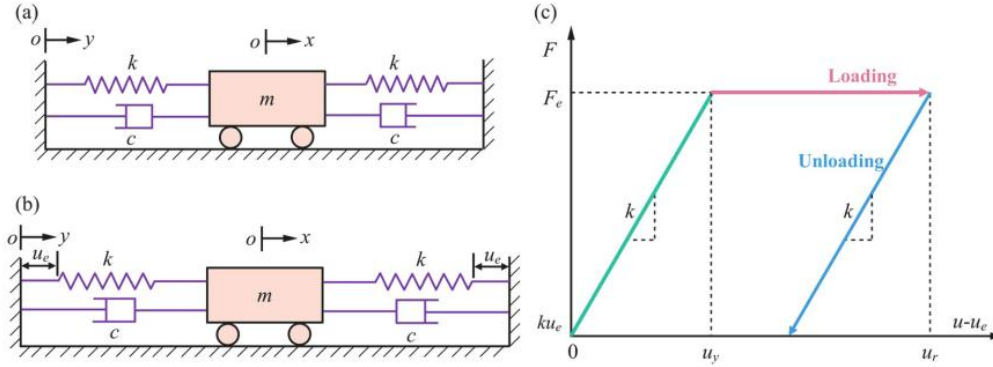 (a)
o y
o x
k
k
m
c
c
(b)
o y
o x
u_e
u_e
k
k
m
c
c
(c)
F
Loading
F_e
Unloading
k
k
ku_e
u-u_e
0
u_y
u_r